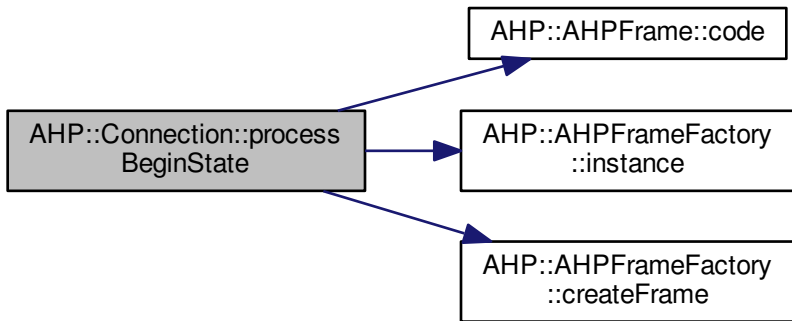 AHP::AHPFrame::code
AHP::Connection::process
BeginState
AHP::AHPFrameFactory
::instance
AHP::AHPFrameFactory
::createFrame